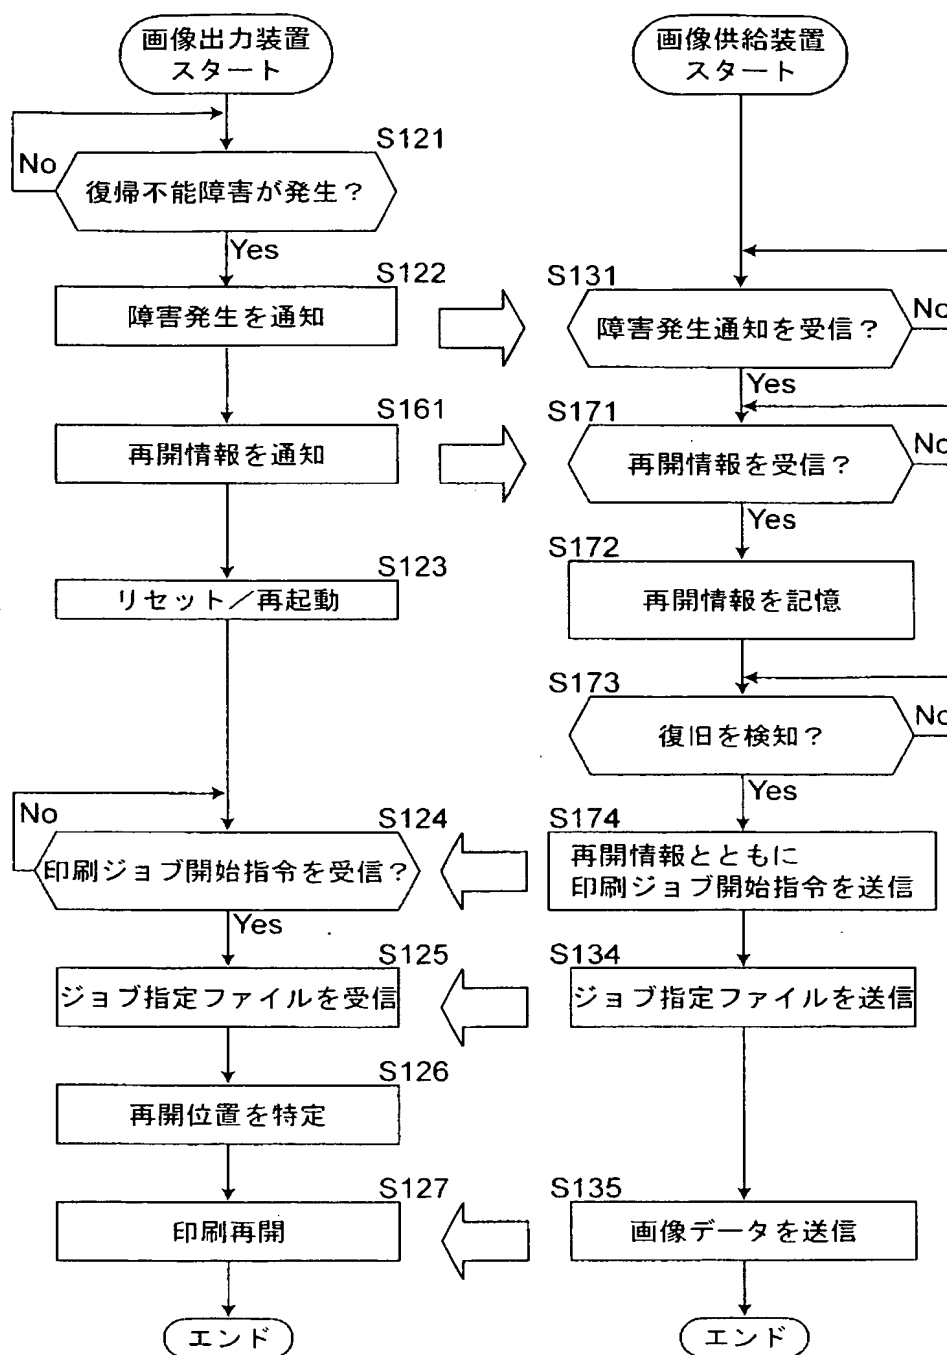 画像出力装置
スタート
S121
No
復帰不能障害が発生？
Yes
S122
障害発生を通知
S161
再開情報を通知
S123
リセット／再起動
No
S124
印刷ジョブ開始指令を受信？
Yes
S125
ジョブ指定ファイルを受信
S126
再開位置を特定
S127
印刷再開
エンド
画像供給装置
スタート
S131
No
障害発生通知を受信？
Yes
S171
No
再開情報を受信？
Yes
S172
再開情報を記憶
S173
No
復旧を検知？
Yes
S174
再開情報とともに
印刷ジョブ開始指令を送信
S134
ジョブ指定ファイルを送信
S135
画像データを送信
エンド